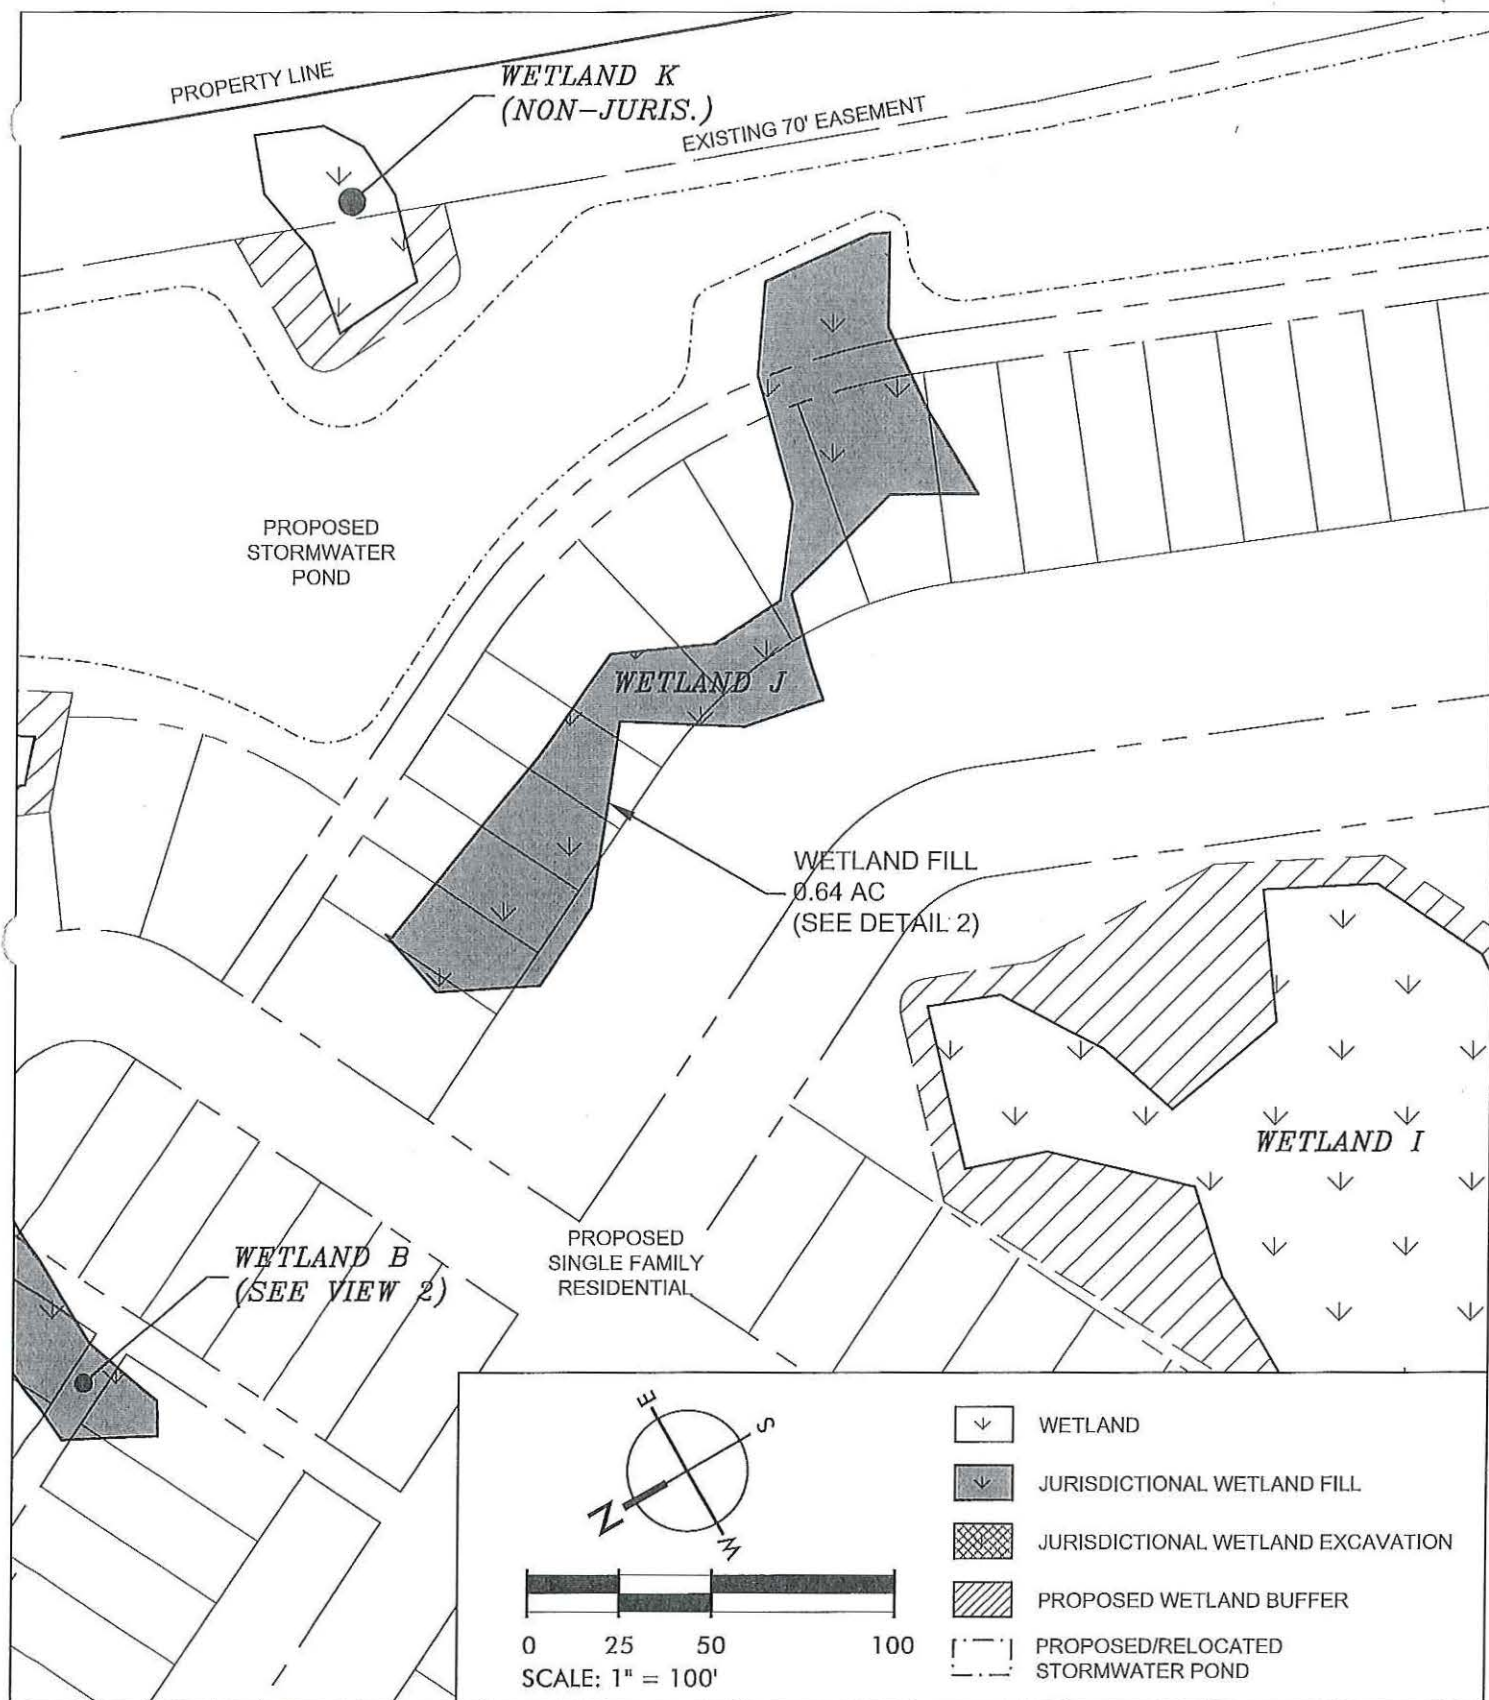 PROPERTY LINE
WETLAND K
(NON-JURIS.)
EXISTING 70' EASEMENT
PROPOSED
STORMWATER
POND
WETLAND J
WETLAND FILL
0.64 AC
(SEE DETAIL 2)
WETLAND I
PROPOSED
SINGLE FAMILY
RESIDENTIAL
WETLAND B
(SEE VIEW 2)
E
S
N
W
0 25 50 100
SCALE: 1" = 100'
WETLAND
JURISDICTIONAL WETLAND FILL
JURISDICTIONAL WETLAND EXCAVATION
PROPOSED WETLAND BUFFER
PROPOSED/RELOCATED
STORMWATER POND